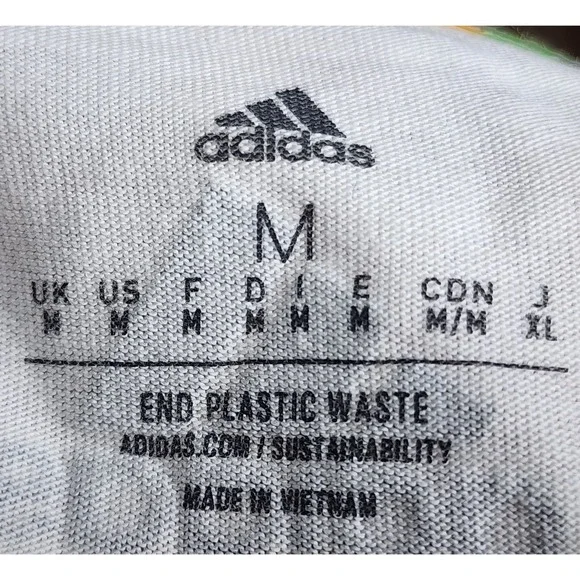 adidas
M
UK US F D I E CDN J
M M M M M M M/M XL
END PLASTIC WASTE
ADIDAS.COM / SUSTAINABILITY
MADE IN VIETNAM